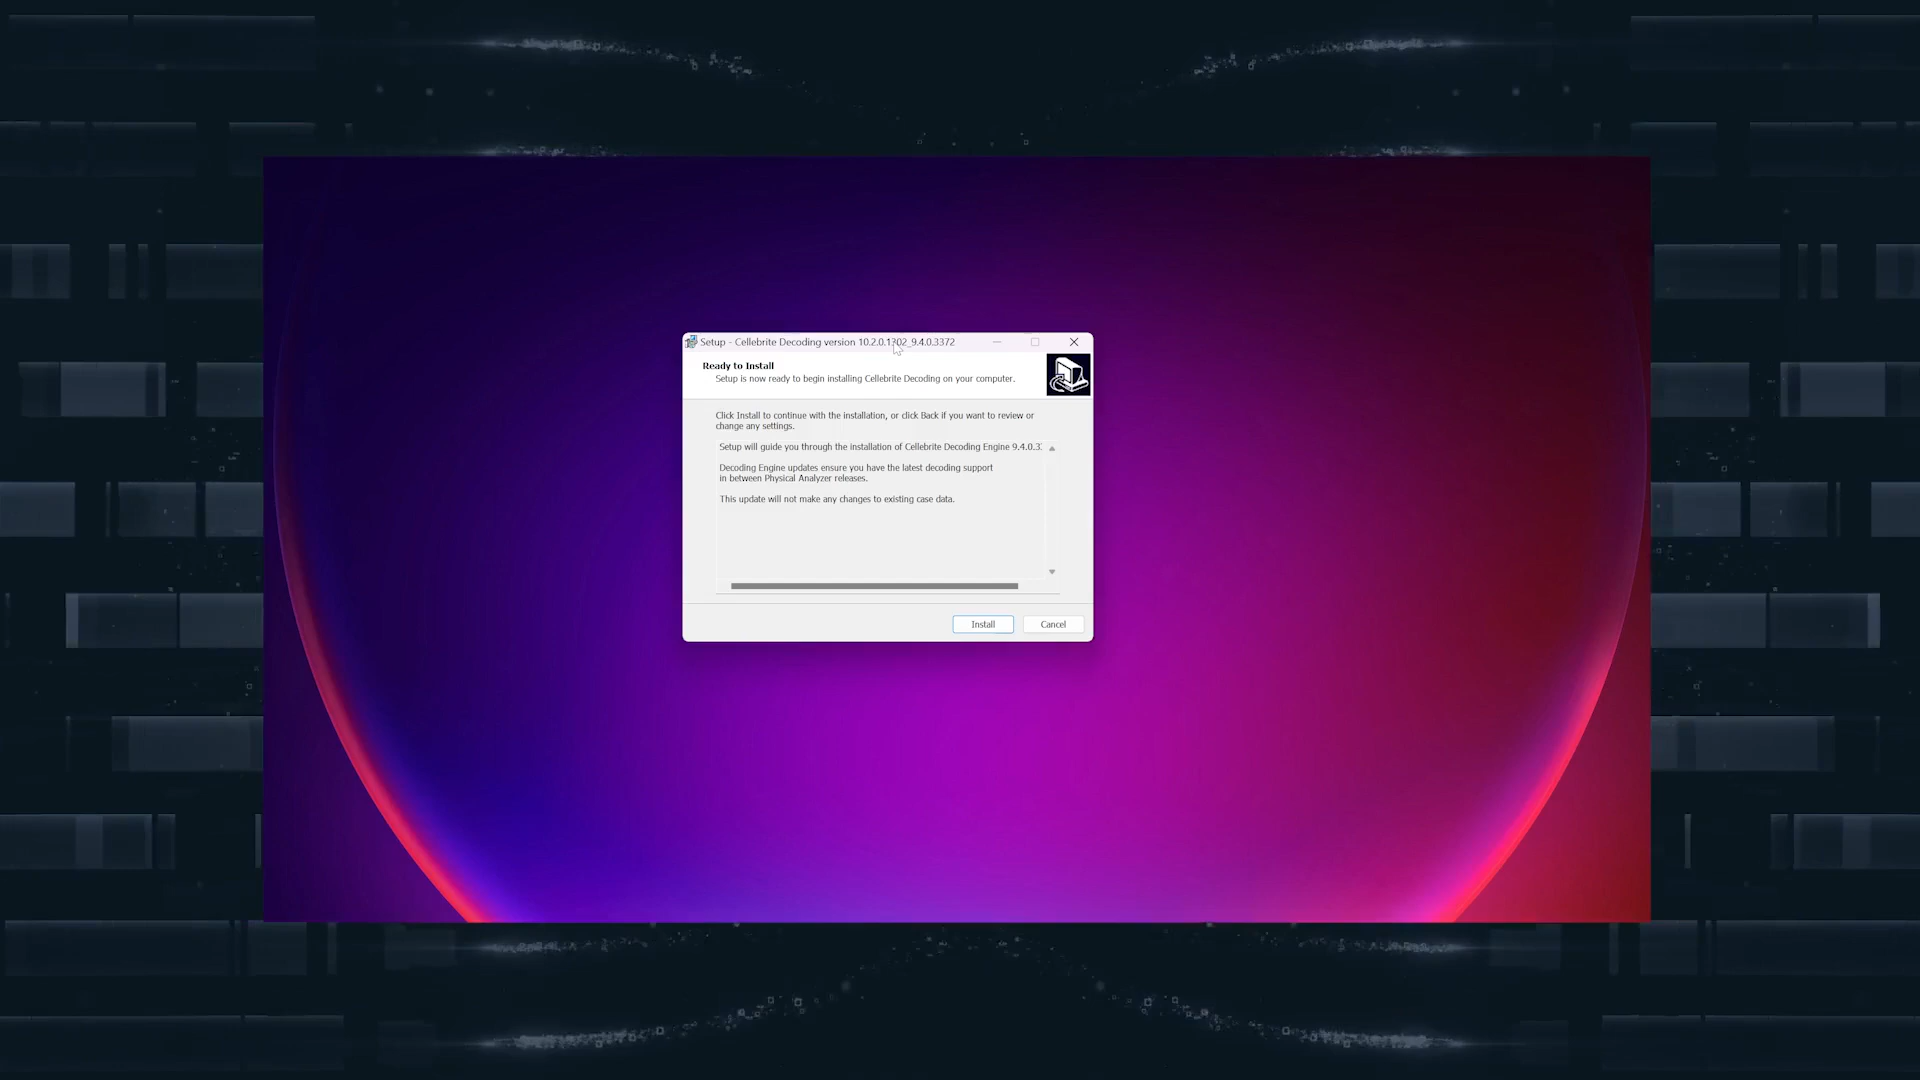 Setup - Cellebrite Decoding version 10.2.0.1302_9.4.0.3372
Ready to Install
Setup is now ready to begin installing Cellebrite Decoding on your computer.
Click Install to continue with the installation, or click Back if you want to review or
change any settings.
Setup will guide you through the installation of Cellebrite Decoding Engine 9.4.0.3
Decoding Engine updates ensure you have the latest decoding support
in between Physical Analyzer releases.
This update will not make any changes to existing case data.
Install
Cancel